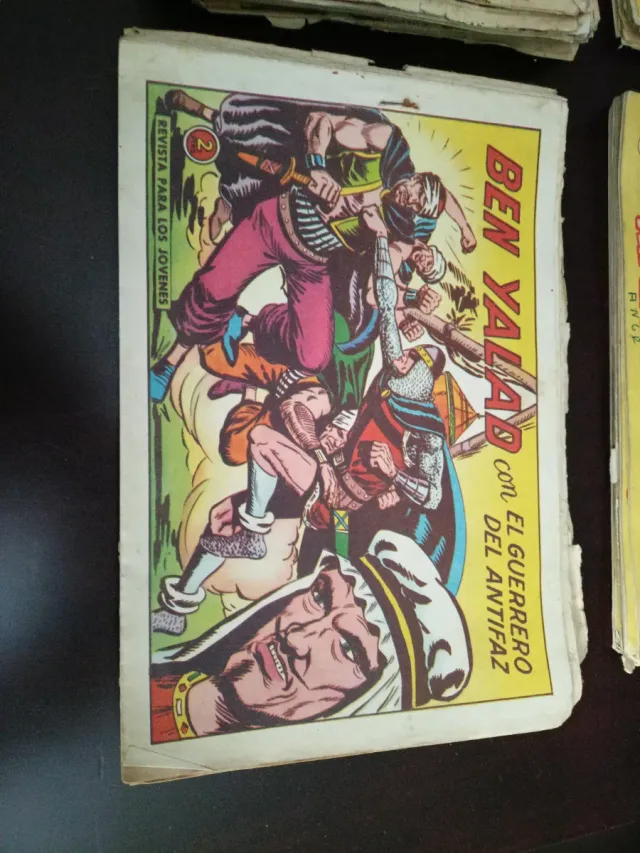 BEN YALAD con EL GUERRERO
DEL ANTIFAZ
2
REVISTA PARA LOS JOVENES